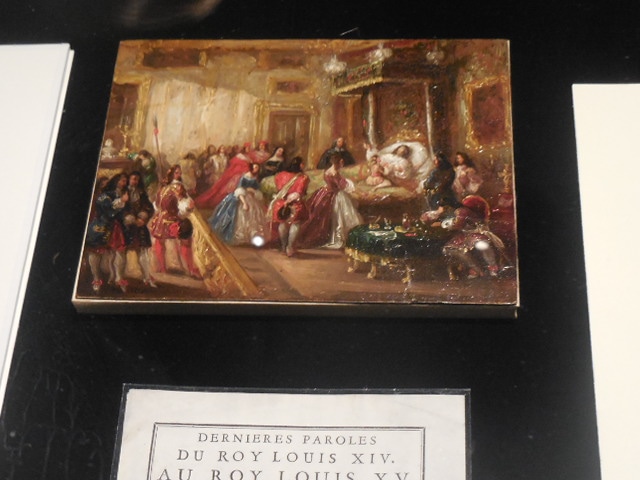 DERNIERES PAROLES
DU ROY LOUIS XIV.
AU ROY LOUIS XV